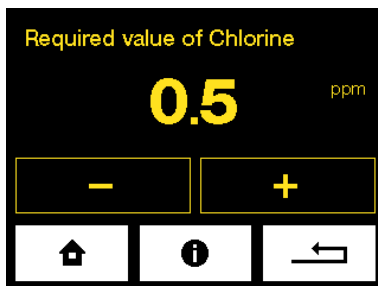 Required value of Chlorine
0.5 ppm
- +